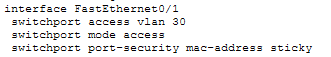 interface FastEthernet0/1
switchport access vlan 30
switchport mode access
switchport port-security mac-address sticky